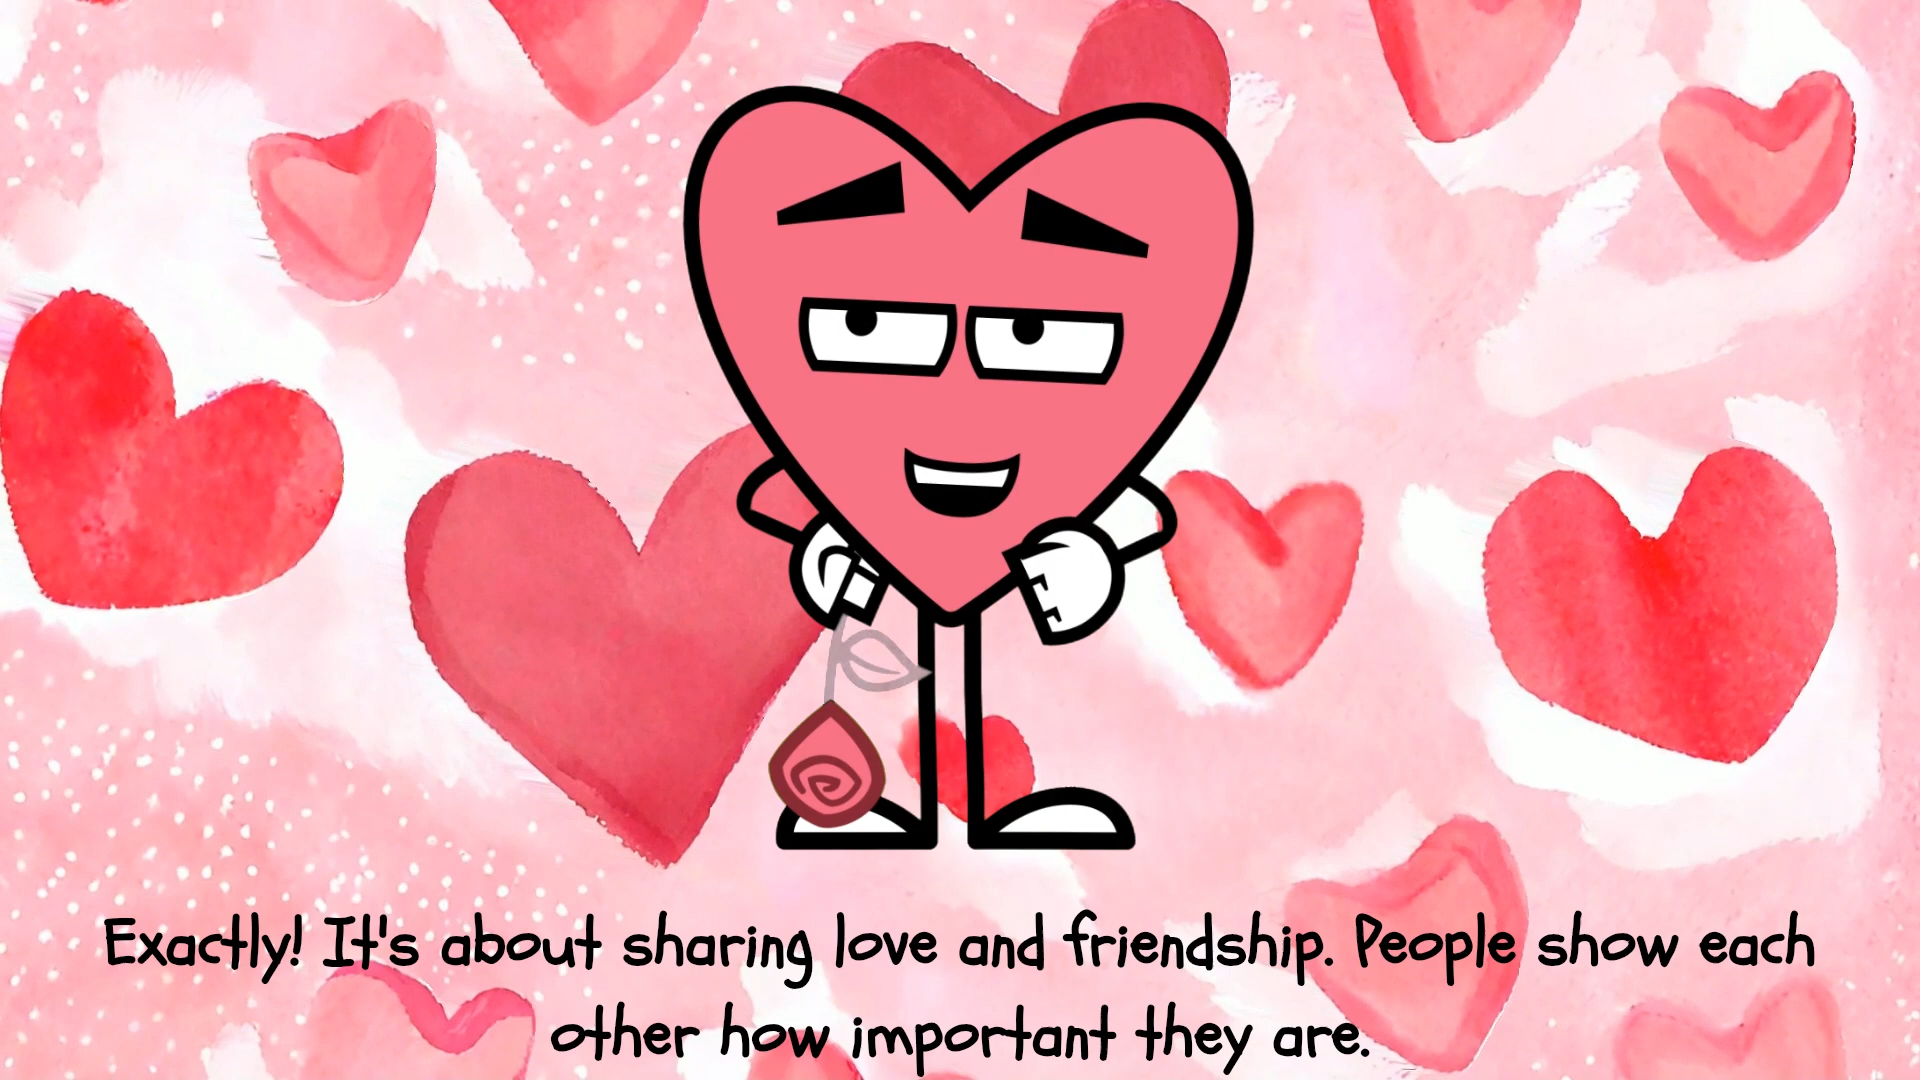 Exactly! It's about sharing love and friendship. People show each
other how important they are.